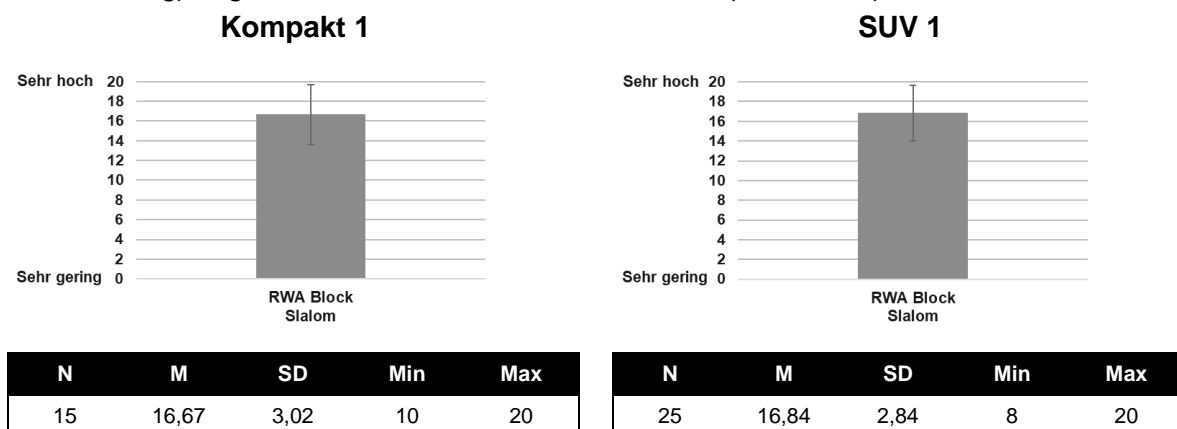 Kompakt 1
Sehr hoch 20
18
16
14
12
10
8
6
4
2
Sehr gering 0
RWA Block
Slalom
N M SD Min Max
15 16,67 3,02 10 20
SUV 1
Sehr hoch 20
18
16
14
12
10
8
6
4
2
Sehr gering 0
RWA Block
Slalom
N M SD Min Max
25 16,84 2,84 8 20